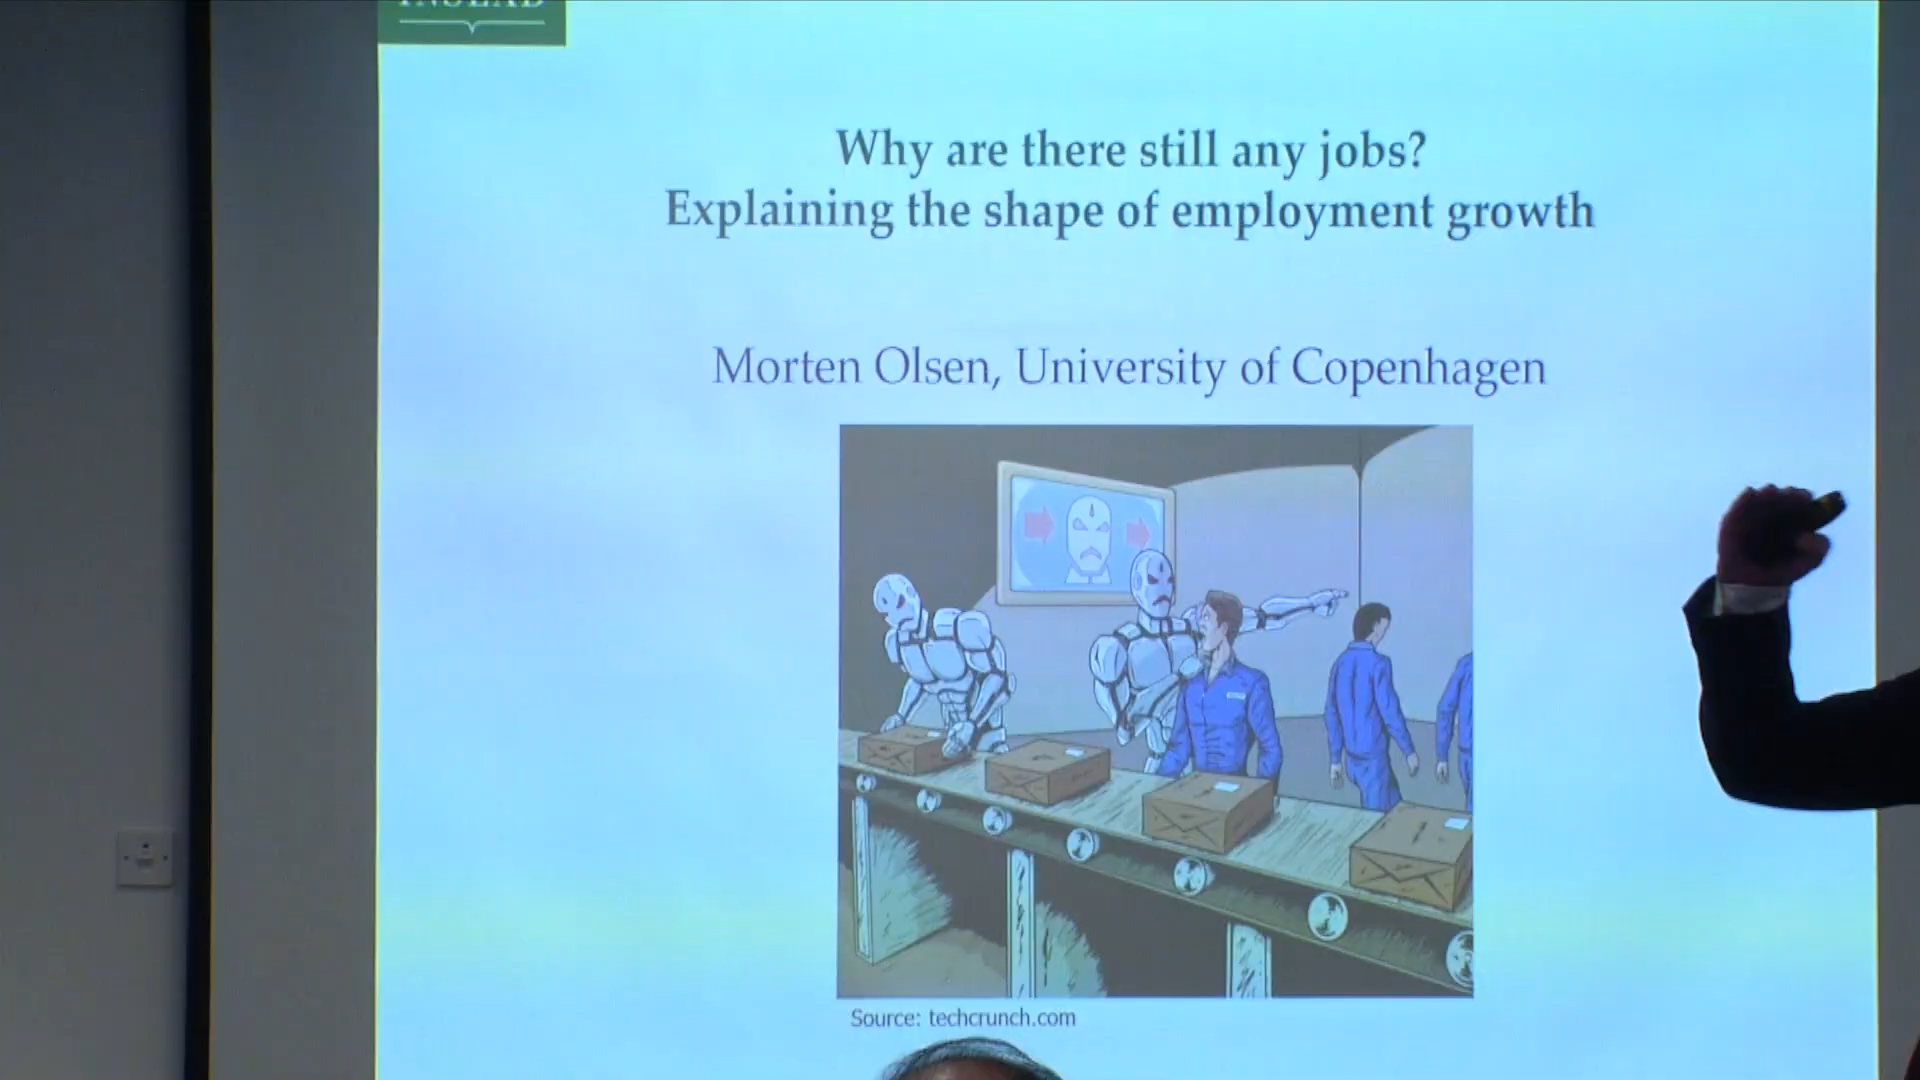 INSEAD
Why are there still any jobs?
Explaining the shape of employment growth
Morten Olsen, University of Copenhagen
Source: techcrunch.com